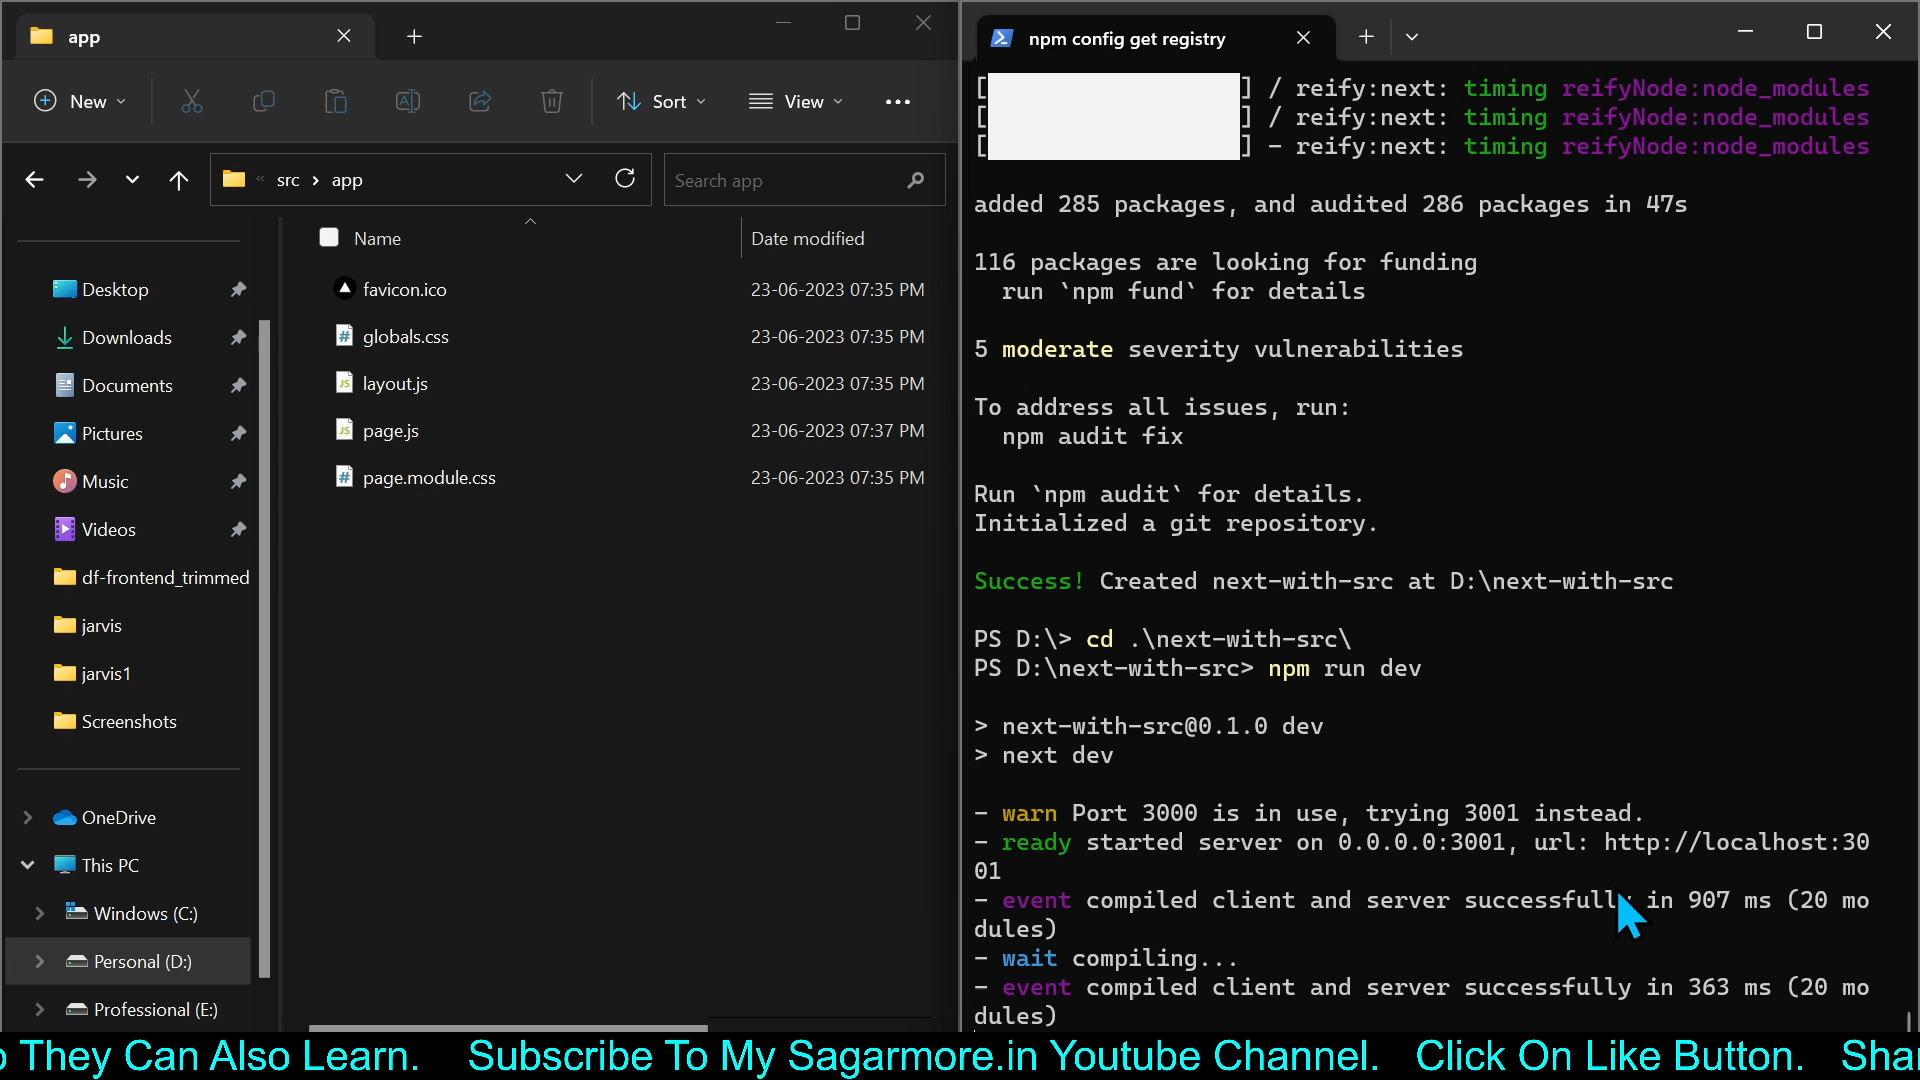 app
New
Sort
View
src
app
Search app
Name
Date modified
Desktop
Downloads
Documents
Pictures
Music
Videos
df-frontend_trimmed
jarvis
jarvis1
Screenshots
OneDrive
This PC
Windows (C:)
Personal (D:)
Professional (E:)
favicon.ico 23-06-2023 07:35 PM
globals.css 23-06-2023 07:35 PM
layout.js 23-06-2023 07:35 PM
page.js 23-06-2023 07:37 PM
page.module.css 23-06-2023 07:35 PM
npm config get registry
[ ] / reify:next: timing reifyNode:node_modules
[ ] / reify:next: timing reifyNode:node_modules
[ ] - reify:next: timing reifyNode:node_modules
added 285 packages, and audited 286 packages in 47s
116 packages are looking for funding
run `npm fund` for details
5 moderate severity vulnerabilities
To address all issues, run:
npm audit fix
Run `npm audit` for details.
Initialized a git repository.
Success! Created next-with-src at D:\next-with-src
PS D:\> cd .\next-with-src\
PS D:\next-with-src> npm run dev
> next-with-src@0.1.0 dev
> next dev
- warn Port 3000 is in use, trying 3001 instead.
- ready started server on 0.0.0.0:3001, url: http://localhost:30
01
- event compiled client and server successfully in 907 ms (20 mo
dules)
- wait compiling...
- event compiled client and server successfully in 363 ms (20 mo
dules)
They Can Also Learn. Subscribe To My Sagarmore.in Youtube Channel. Click On Like Button.